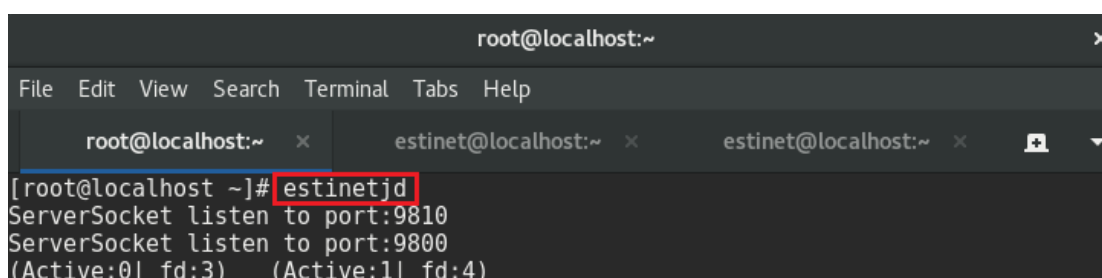 root@localhost:~
File Edit View Search Terminal Tabs Help
root@localhost:~ × estinet@localhost:~ × estinet@localhost:~ ×
[root@localhost ~]# estinetjd
ServerSocket listen to port:9810
ServerSocket listen to port:9800
(Active:0| fd:3) (Active:1| fd:4)